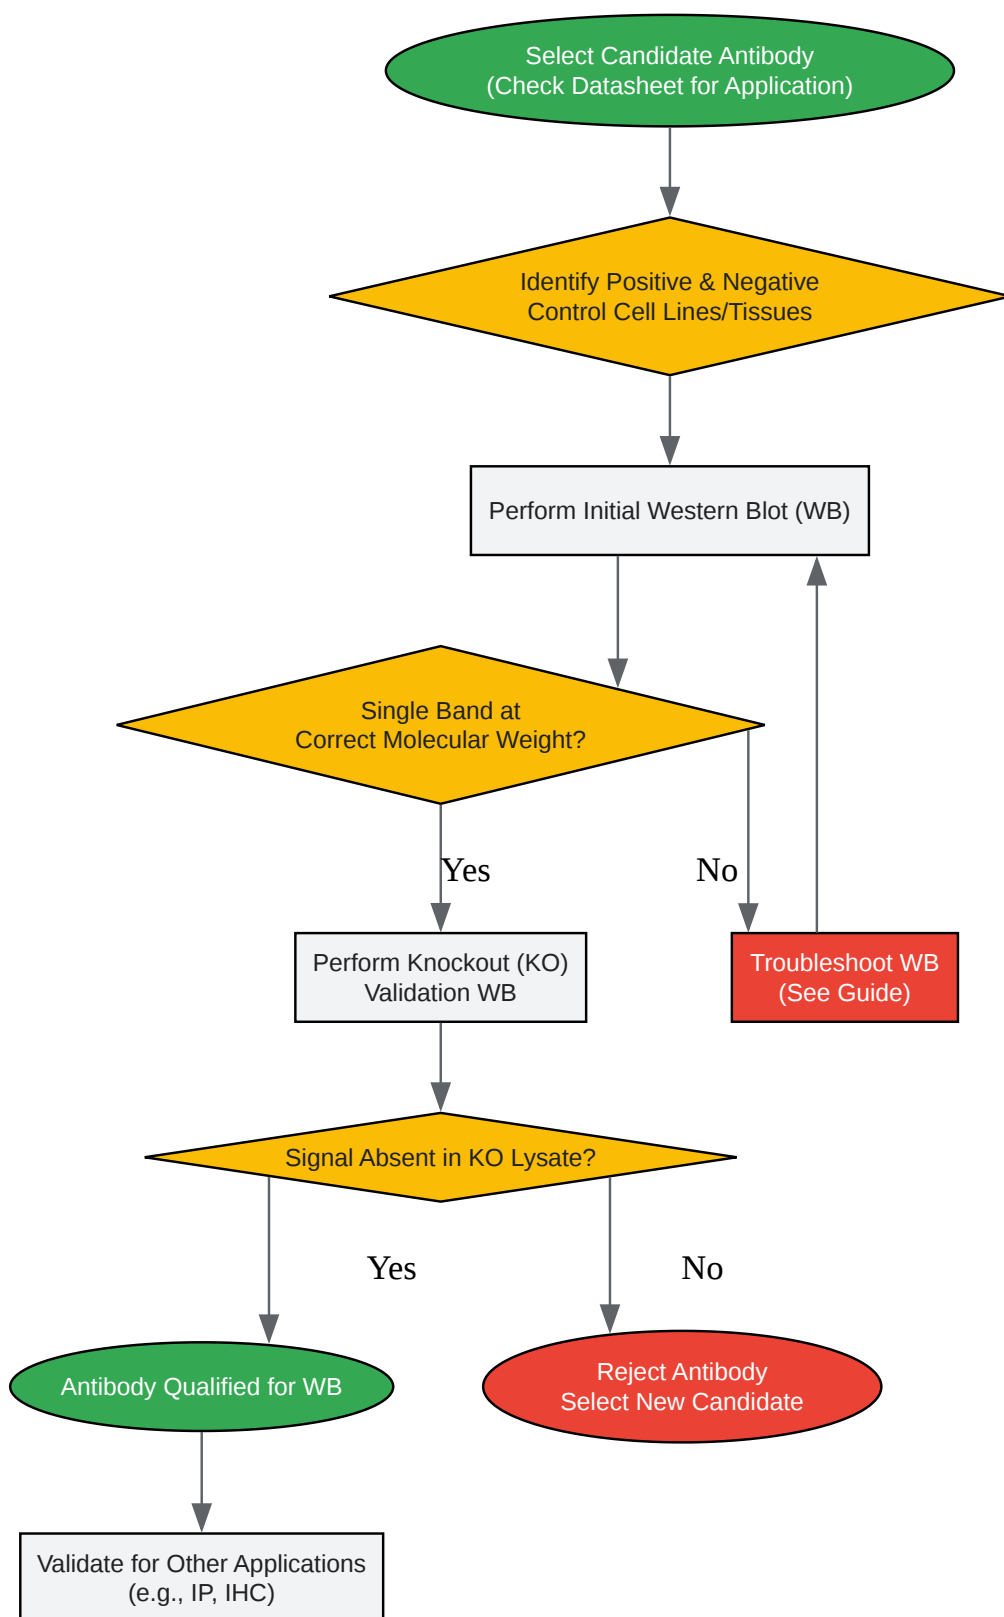 Select Candidate Antibody
(Check Datasheet for Application)
Identify Positive & Negative
Control Cell Lines/Tissues
Perform Initial Western Blot (WB)
Single Band at
Correct Molecular Weight?
Yes
No
Perform Knockout (KO)
Validation WB
Troubleshoot WB
(See Guide)
Signal Absent in KO Lysate?
Yes
No
Antibody Qualified for WB
Reject Antibody
Select New Candidate
Validate for Other Applications
(e.g., IP, IHC)